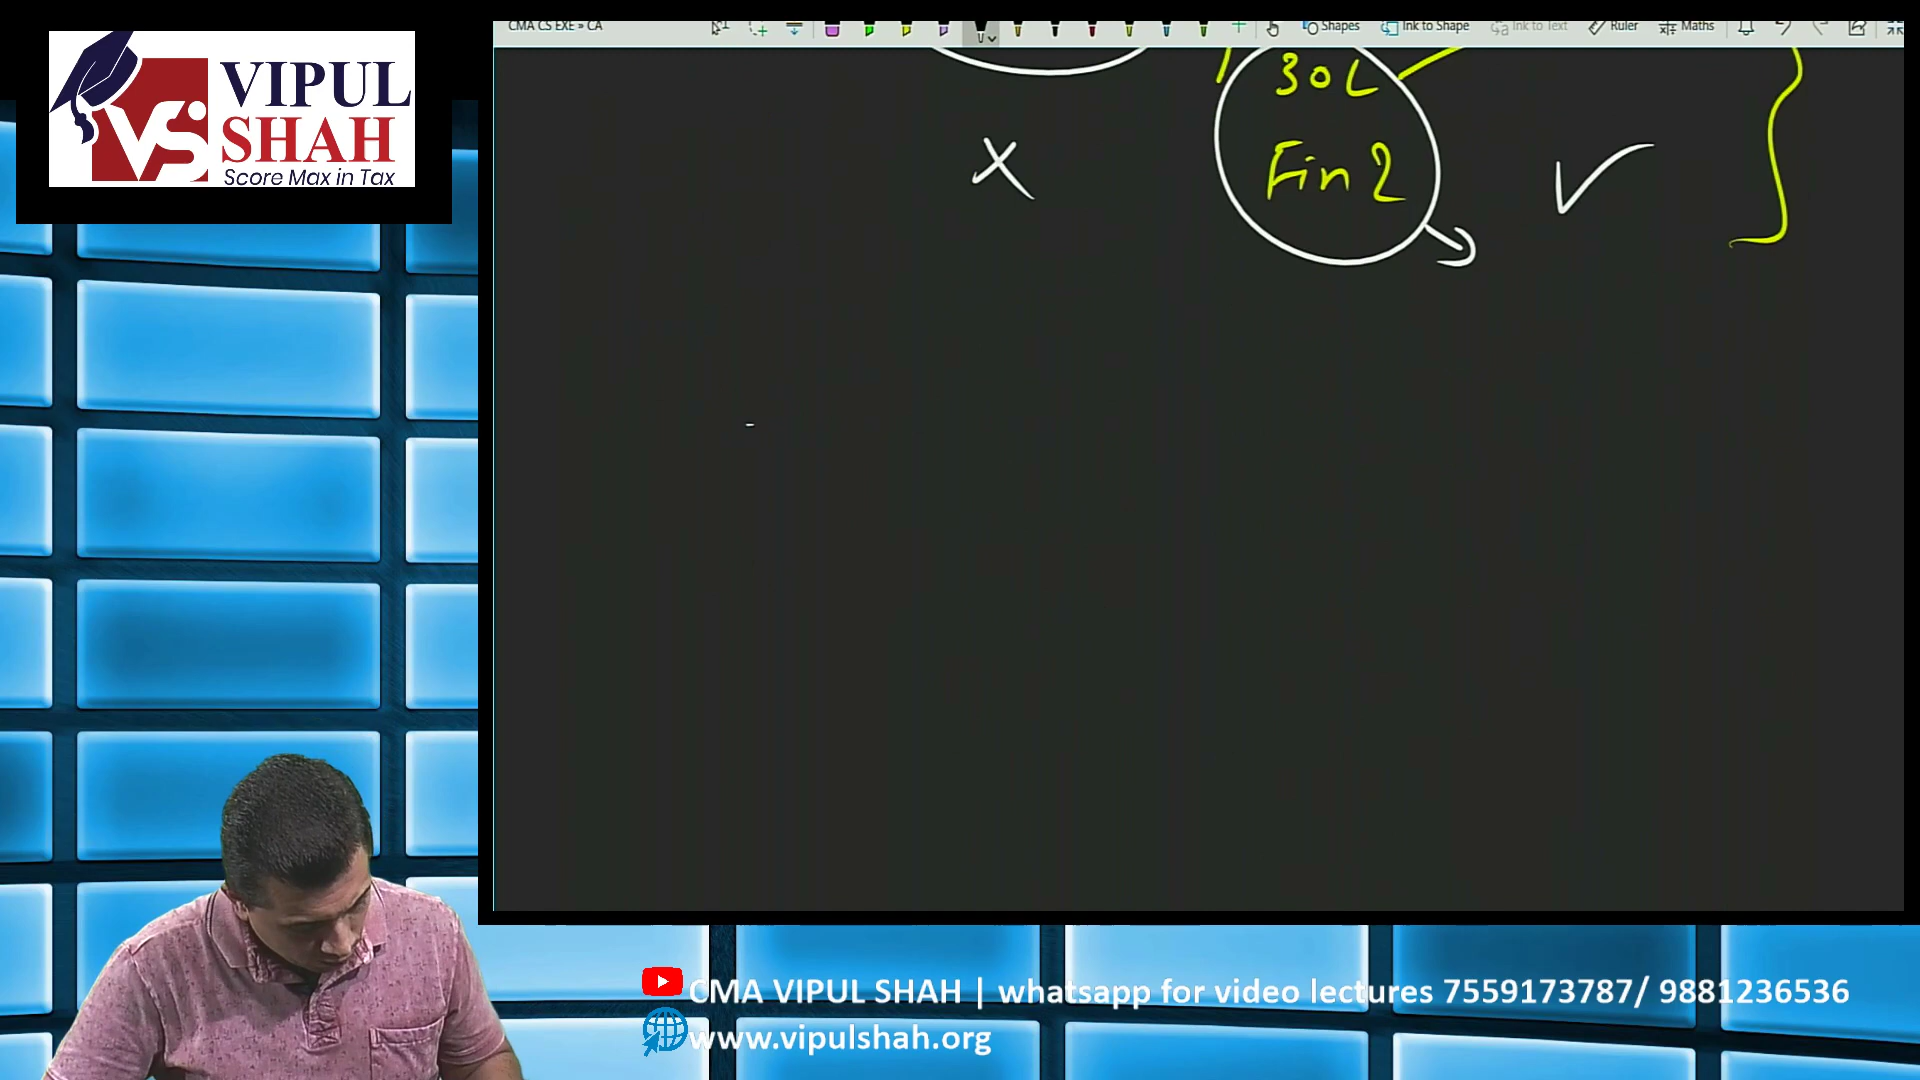 CMA CS EXE » CA
Shapes
Ink to Shape
Ink to Text
Ruler
Maths
VIPUL
SHAH
Score Max in Tax
VS
30L
Fin 2
CMA VIPUL SHAH | whatsapp for video lectures 7559173787/ 9881236536
www.vipulshah.org